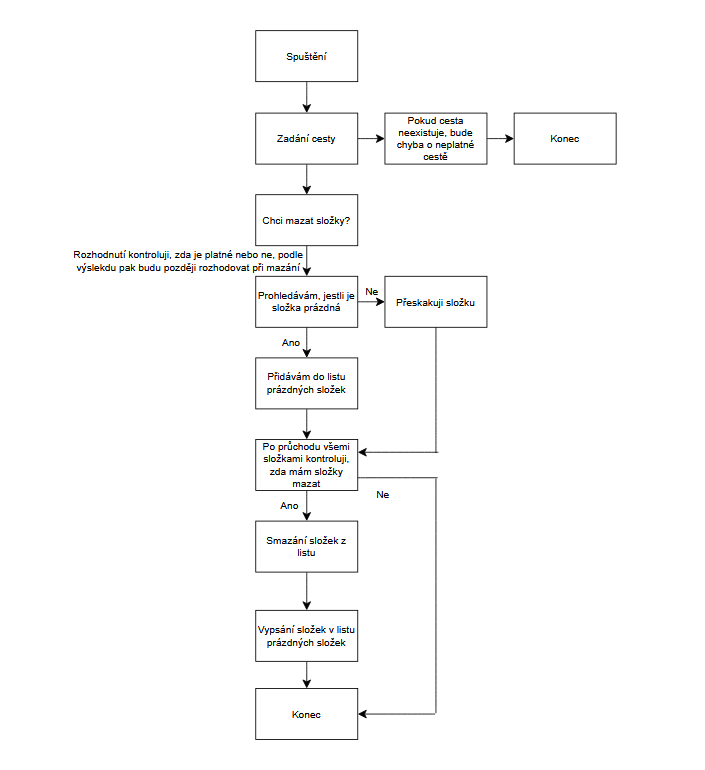 Spuštění
Zadání cesty
Pokud cesta
neexistuje, bude
chyba o neplatné
cestě
Konec
Chci mazat složky?
Rozhodnutí kontroluji, zda je platné nebo ne, podle
výslekdu pak budu později rozhodovat při mazání
Prohledávám, jestli je
složka prázdná
Ne
Přeskakuji složku
Ano
Přidávám do listu
prázdných složek
Po průchodu všemi
složkami kontroluji,
zda mám složky
mazat
Ne
Ano
Smazání složek z
listu
Vypsání složek v listu
prázdných složek
Konec